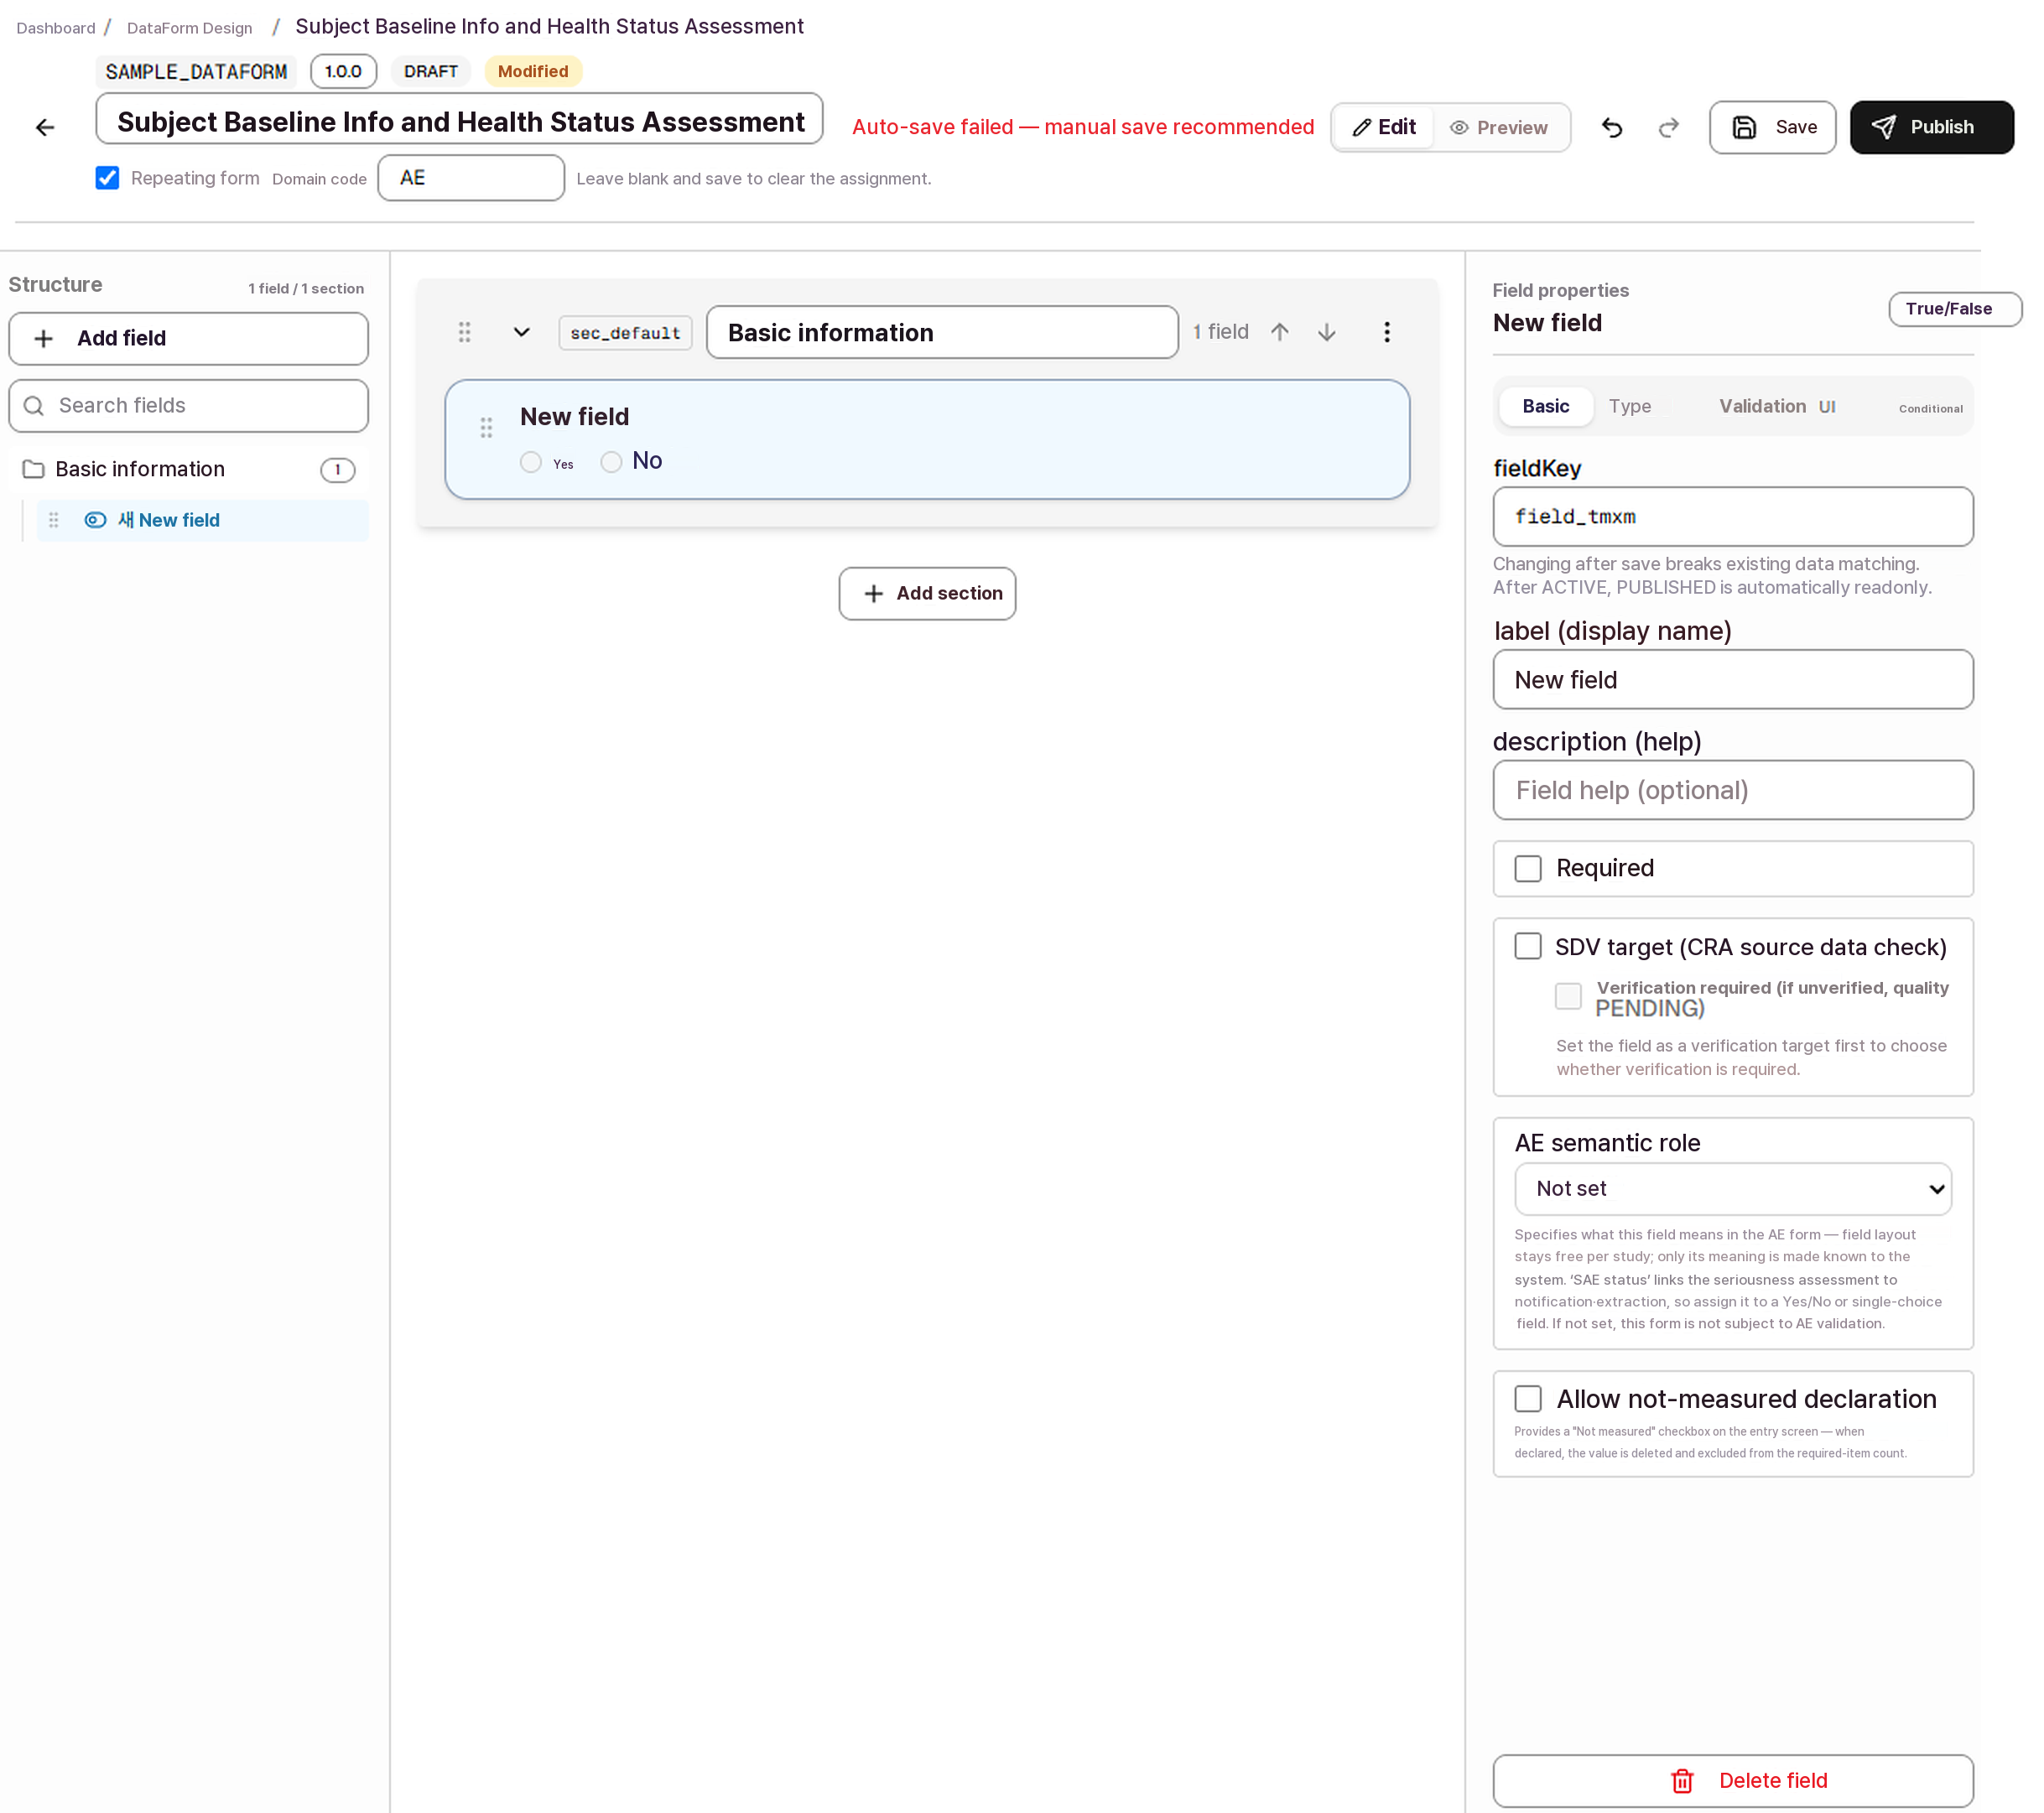 Dashboard / DataForm Design / Subject Baseline Info and Health Status Assessment
SAMPLE_DATAFORM 1.0.0 DRAFT Modified
Subject Baseline Info and Health Status Assessment
Auto-save failed — manual save recommended
Edit Preview
Save
Publish
Repeating form Domain code AE Leave blank and save to clear the assignment.
Structure 1 field / 1 section
Add field
Search fields
Basic information 1
새 New field
sec_default Basic information 1 field
New field
Yes No
Add section
Field properties
New field
True/False
Basic Type Validation UI Conditional
fieldKey
field_tmxm
Changing after save breaks existing data matching.
After ACTIVE, PUBLISHED is automatically readonly.
label (display name)
New field
description (help)
Field help (optional)
Required
SDV target (CRA source data check)
Verification required (if unverified, quality
PENDING)
Set the field as a verification target first to choose
whether verification is required.
AE semantic role
Not set
Specifies what this field means in the AE form — field layout
stays free per study; only its meaning is made known to the
system. ‘SAE status’ links the seriousness assessment to
notification·extraction, so assign it to a Yes/No or single-choice
field. If not set, this form is not subject to AE validation.
Allow not-measured declaration
Provides a "Not measured" checkbox on the entry screen — when
declared, the value is deleted and excluded from the required-item count.
Delete field